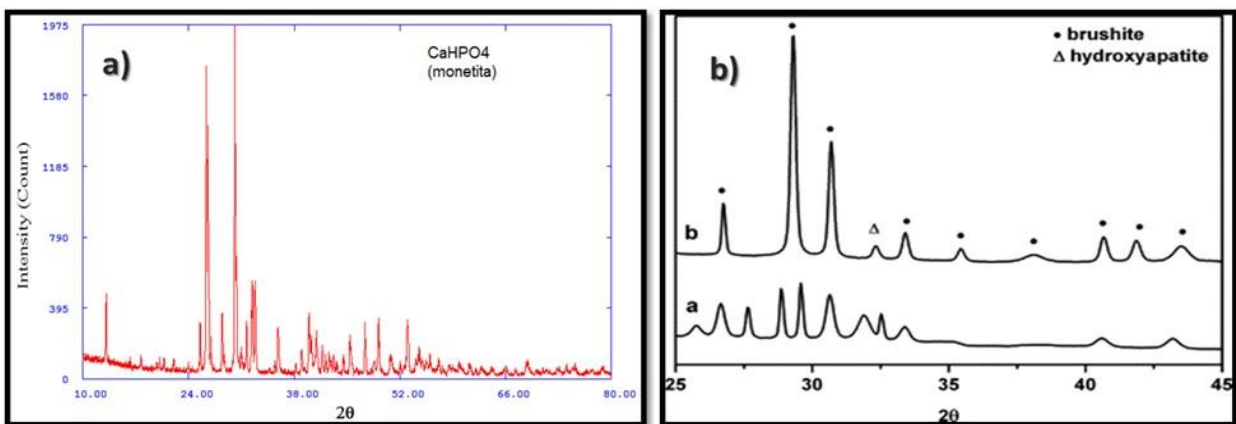 a)
CaHPO4
(monetita)
Intensity (Count)
1975
1580
1185
790
395
0
10.00 24.00 38.00 52.00 66.00 80.00
2θ
b)
• brushite
Δ hydroxyapatite
Δ
b
a
25 30 35 40 45
2θ